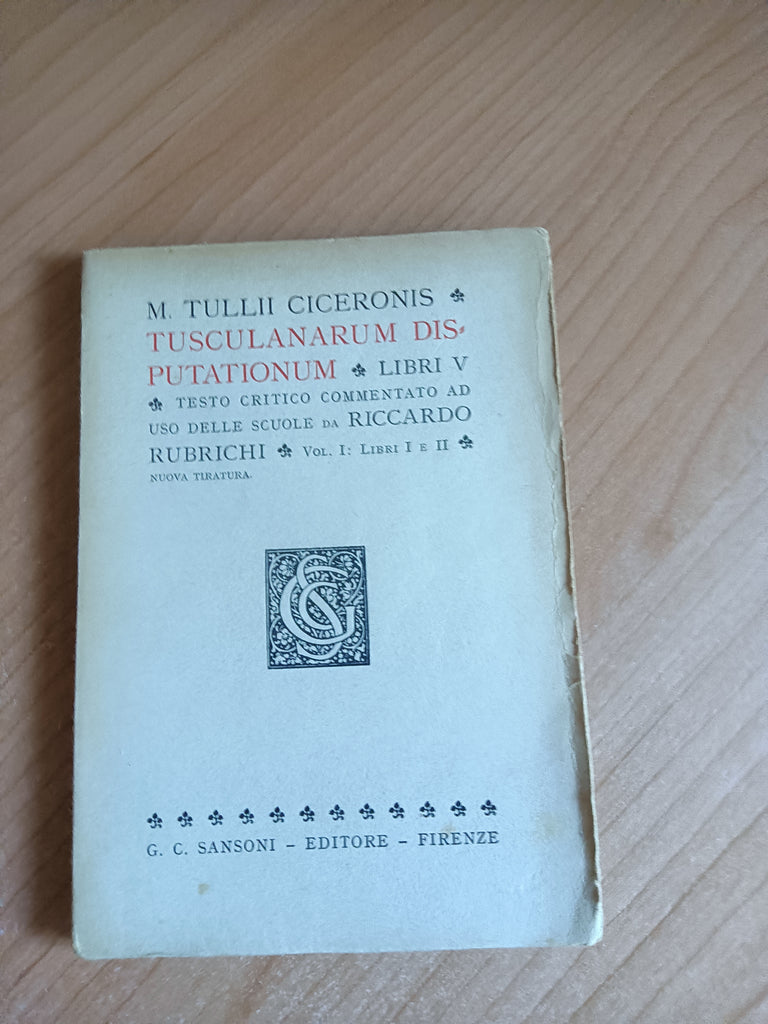 M. TULLII CICERONIS
TUSCULANARUM DIS-
PUTATIONUM LIBRI V
TESTO CRITICO COMMENTATO AD
USO DELLE SCUOLE DA RICCARDO
RUBRICHI VOL. I: LIBRI I E II
NUOVA TIRATURA.
GCS
G. C. SANSONI – EDITORE – FIRENZE